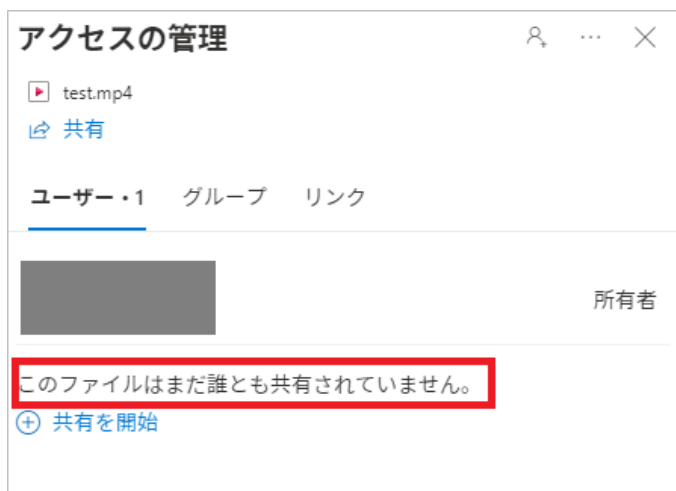 アクセスの管理
test.mp4
共有
ユーザー・1 グループ リンク
所有者
このファイルはまだ誰とも共有されていません。
共有を開始